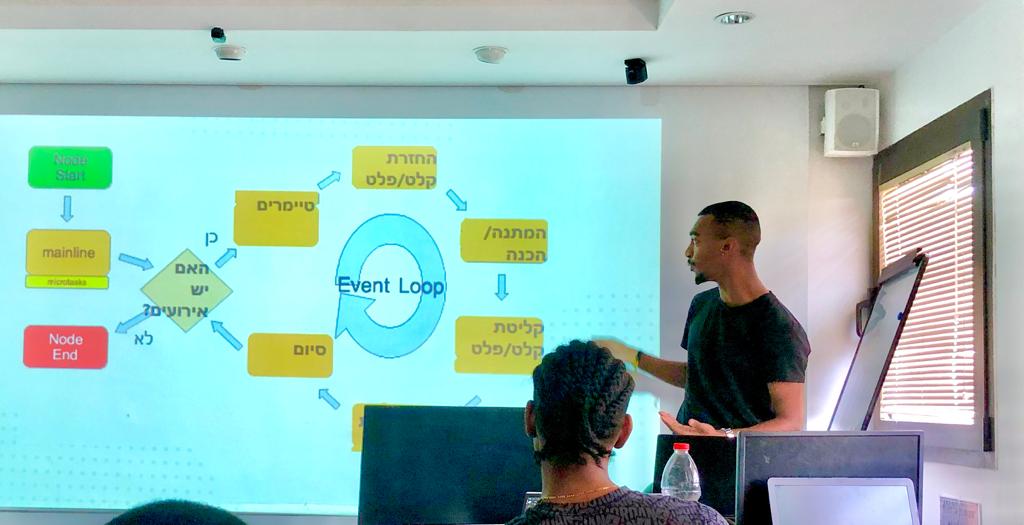 Node
Start
mainline
microtasks
Node
End
האם
יש
אירועים?
כן
לא
טיימרים
החזרת
קלט/פלט
המתנה/
הכנה
קליטת
קלט/פלט
סיום
Event Loop